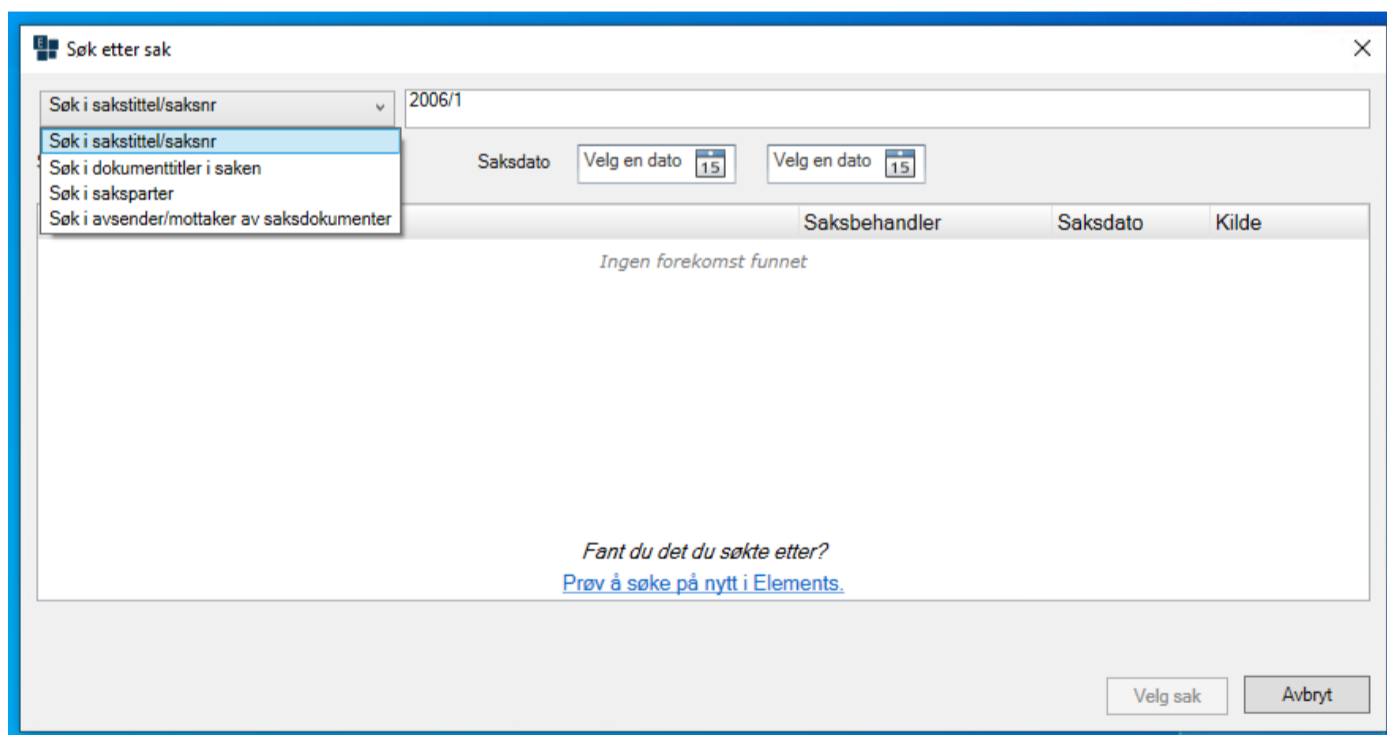 Søk etter sak
Søk i sakstittel/saksnr 2006/1
Søk i sakstittel/saksnr
Søk i dokumenttitler i saken
Søk i saksparter
Søk i avsender/mottaker av saksdokumenter
Saksdato Velg en dato 15 Velg en dato 15
Saksbehandler Saksdato Kilde
Ingen forekomst funnet
Fant du det du søkte etter?
Prøv å søke på nytt i Elements.
Velg sak Avbryt